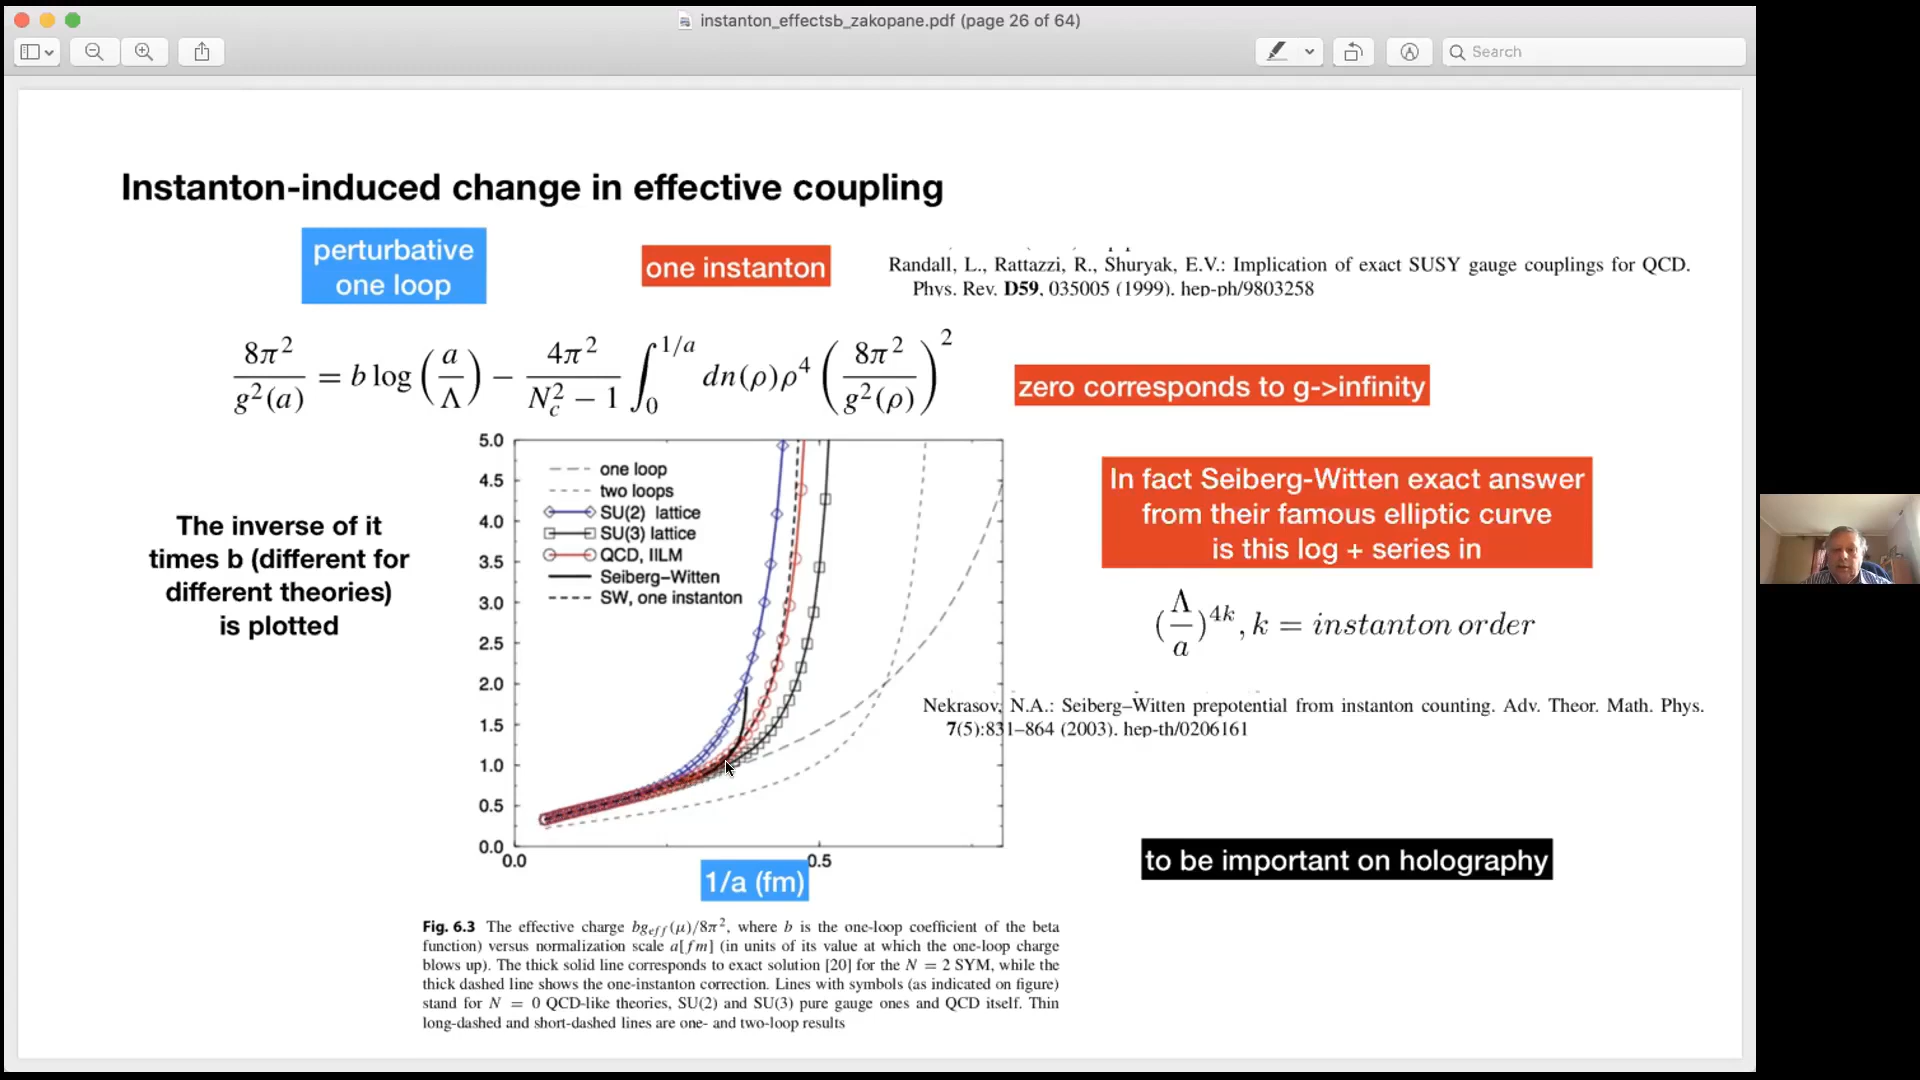 instanton_effectsb_zakopane.pdf (page 26 of 64)
Search
Instanton-induced change in effective coupling
perturbative
one loop
one instanton
Randall, L., Rattazzi, R., Shuryak, E.V.: Implication of exact SUSY gauge couplings for QCD.
Phys. Rev. D59, 035005 (1999). hep-ph/9803258
8π² / g²(a) = b log (a/Λ) − 4π² / (N_c² − 1) ∫_0^{1/a} dn(ρ)ρ⁴ (8π² / g²(ρ))²
zero corresponds to g->infinity
In fact Seiberg-Witten exact answer
from their famous elliptic curve
is this log + series in
(Λ/a)^{4k}, k = instanton order
The inverse of it
times b (different for
different theories)
is plotted
5.0
4.5
4.0
3.5
3.0
2.5
2.0
1.5
1.0
0.5
0.0
one loop
two loops
SU(2) lattice
SU(3) lattice
QCD, IILM
Seiberg–Witten
SW, one instanton
0.0
0.5
1/a (fm)
Nekrasov, N.A.: Seiberg–Witten prepotential from instanton counting. Adv. Theor. Math. Phys.
7(5):831–864 (2003). hep-th/0206161
to be important on holography
Fig. 6.3 The effective charge bg_{eff}(μ)/8π², where b is the one-loop coefficient of the beta
function) versus normalization scale a[fm] (in units of its value at which the one-loop charge
blows up). The thick solid line corresponds to exact solution [20] for the N = 2 SYM, while the
thick dashed line shows the one-instanton correction. Lines with symbols (as indicated on figure)
stand for N = 0 QCD-like theories, SU(2) and SU(3) pure gauge ones and QCD itself. Thin
long-dashed and short-dashed lines are one- and two-loop results